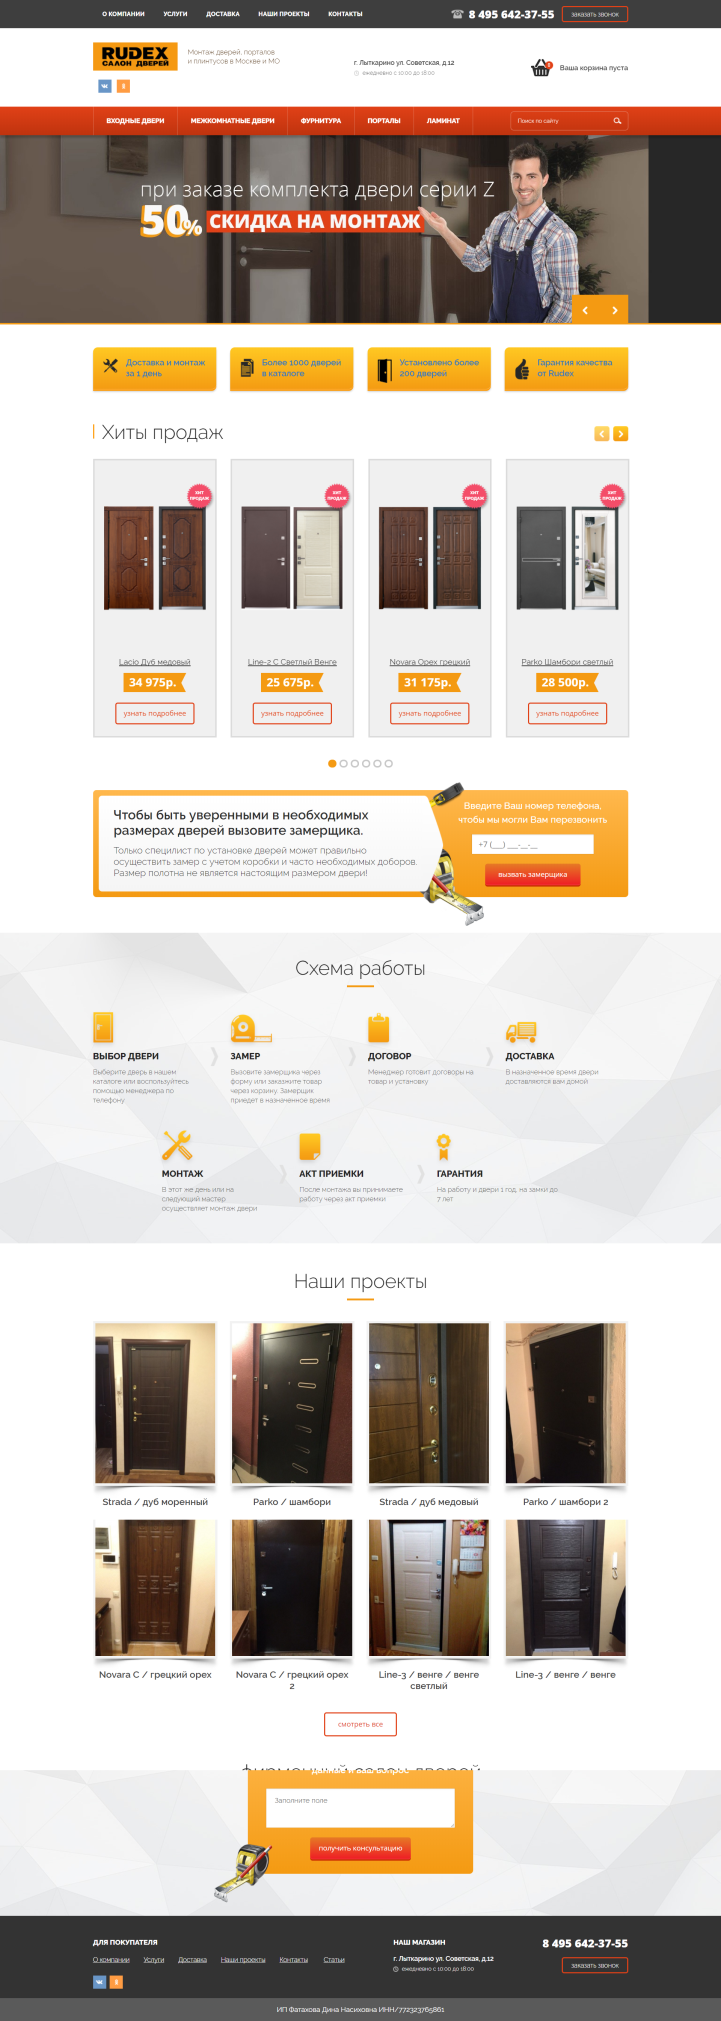 О КОМПАНИИ УСЛУГИ ДОСТАВКА НАШИ ПРОЕКТЫ КОНТАКТЫ 8 495 642-37-55 заказать звонок
RUDEX
САЛОН ДВЕРЕЙ
Монтаж дверей, порталов
и плинтусов в Москве и МО
г. Лыткарино ул. Советская, д.12
ежедневно с 10:00 до 18:00
Ваша корзина пуста
ВХОДНЫЕ ДВЕРИ МЕЖКОМНАТНЫЕ ДВЕРИ ФУРНИТУРА ПОРТАЛЫ ЛАМИНАТ Поиск по сайту
при заказе комплекта двери серии Z
50% СКИДКА НА МОНТАЖ
Доставка и монтаж
за 1 день
Более 1000 дверей
в каталоге
Установлено более
200 дверей
Гарантия качества
от Rudex
Хиты продаж
ХИТ
ПРОДАЖ
ХИТ
ПРОДАЖ
ХИТ
ПРОДАЖ
ХИТ
ПРОДАЖ
Lacio Дуб медовый
34 975р.
узнать подробнее
Line-2 С Светлый Венге
25 675р.
узнать подробнее
Novara Орех грецкий
31 175р.
узнать подробнее
Parko Шамбори светлый
28 500р.
узнать подробнее
Чтобы быть уверенными в необходимых
размерах дверей вызовите замерщика.
Только специлист по установке дверей может правильно
осуществить замер с учетом коробки и часто необходимых доборов.
Размер полотна не является настоящим размером двери!
Введите Ваш номер телефона,
чтобы мы могли Вам перезвонить
+7 (___) ___-__-__
вызвать замерщика
Схема работы
ВЫБОР ДВЕРИ
Выберите дверь в нашем
каталоге или воспользуйтесь
помощью менеджера по
телефону
ЗАМЕР
Вызовите замерщика через
форму или закажите товар
через корзину. Замерщик
приедет в назначенное время
ДОГОВОР
Менеджер готовит договоры на
товар и установку
ДОСТАВКА
В назначенное время двери
доставляются вам домой
МОНТАЖ
В этот же день или на
следующий мастер
осуществляет монтаж двери
АКТ ПРИЕМКИ
После монтажа вы принимаете
работу через акт приемки
ГАРАНТИЯ
На работу и двери 1 год, на замки до
7 лет
Наши проекты
Strada / дуб моренный
Parko / шамбори
Strada / дуб медовый
Parko / шамбори 2
Novara С / грецкий орех
Novara С / грецкий орех
2
Line-3 / венге / венге
светлый
Line-3 / венге / венге
смотреть все
фирменный салон дверей
Заполните поле
получить консультацию
ДЛЯ ПОКУПАТЕЛЯ
О компании Услуги Доставка Наши проекты Контакты Статьи
НАШ МАГАЗИН
г. Лыткарино ул. Советская, д.12
ежедневно с 10:00 до 18:00
8 495 642-37-55
заказать звонок
ИП Фатахова Дина Насиховна ИНН/772323765861